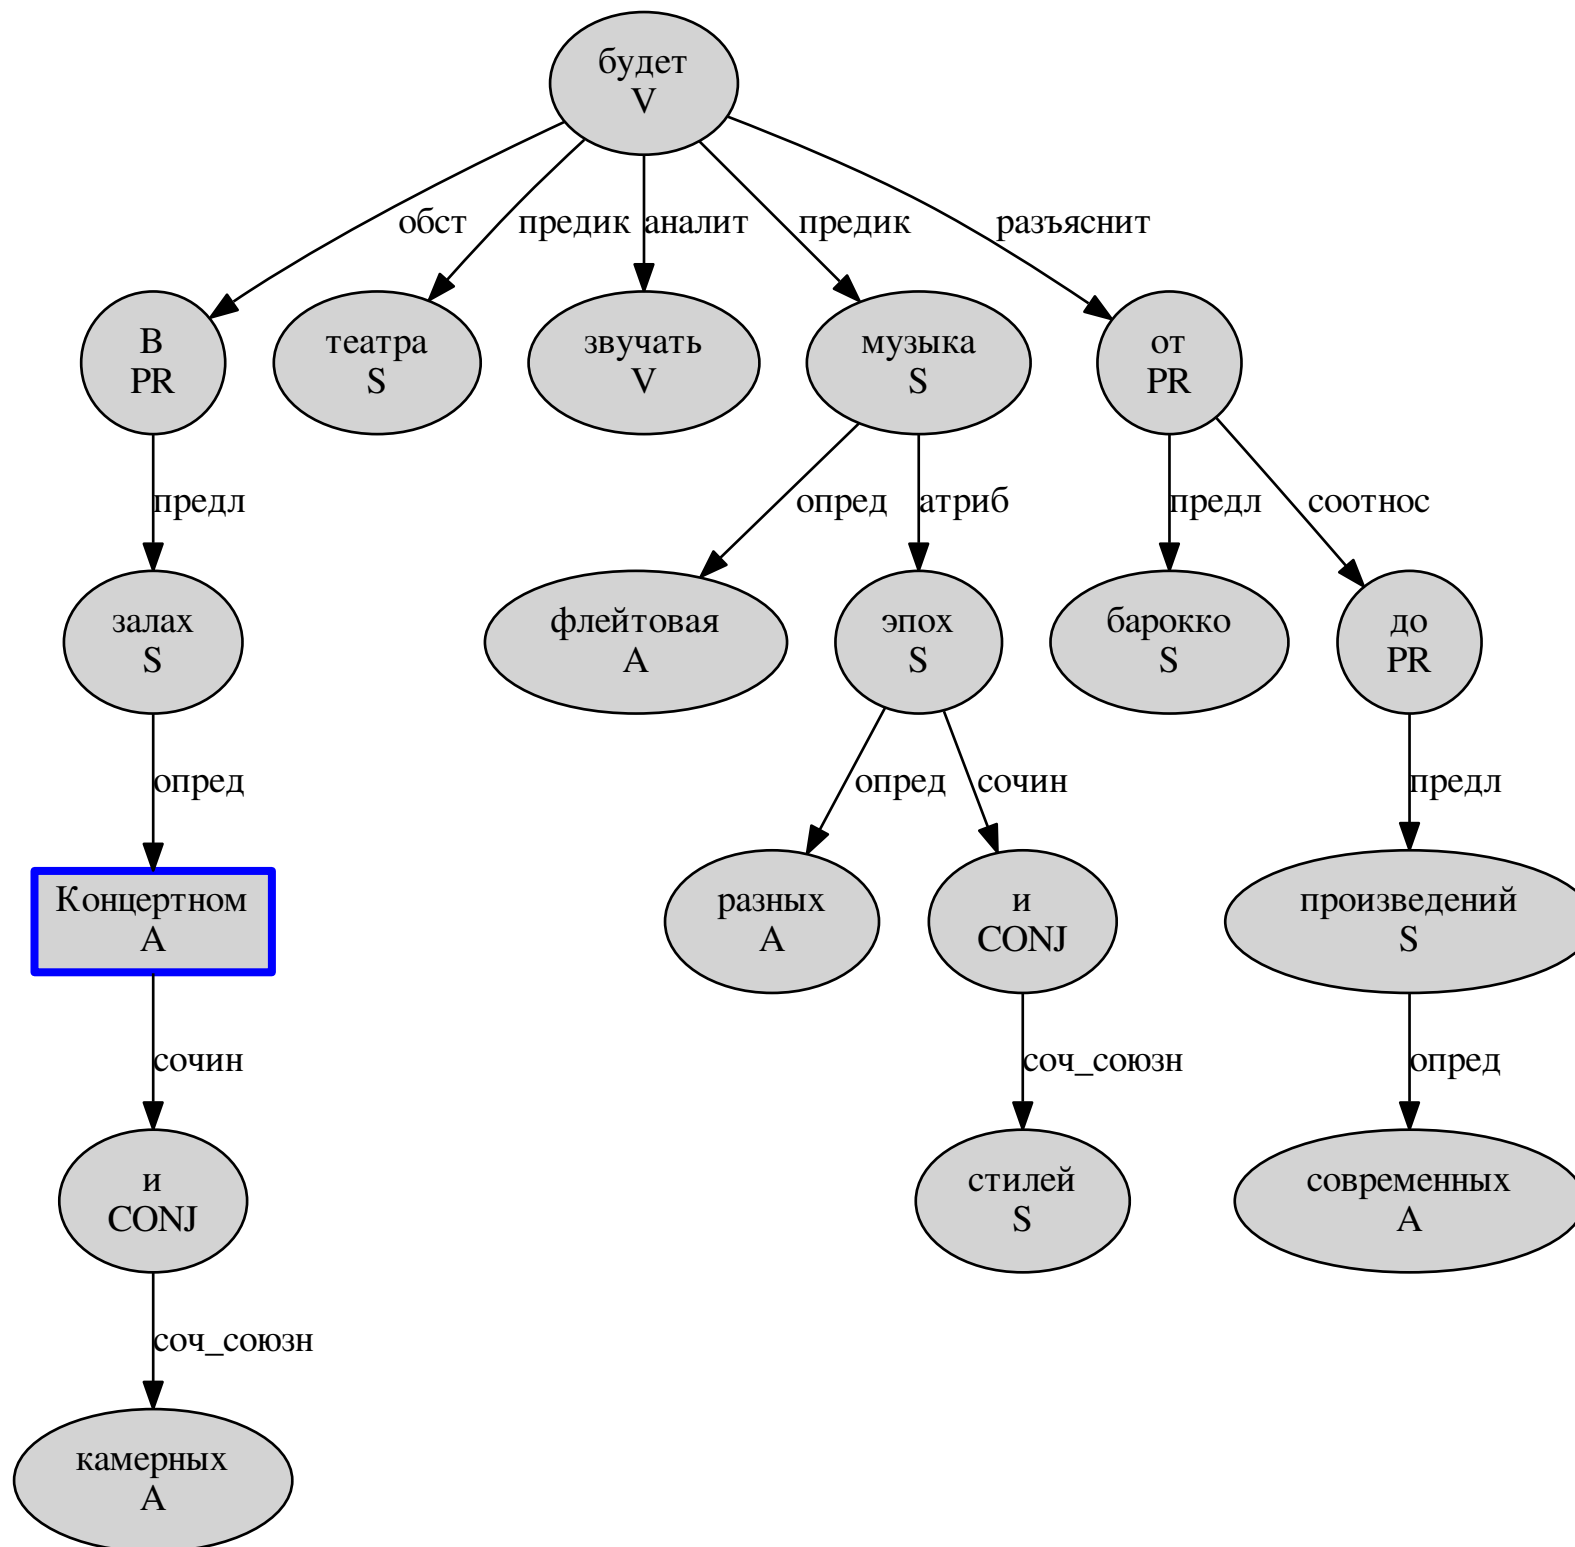 будет
V
обст
предик
аналит
предик
разъяснит
В
PR
театра
S
звучать
V
музыка
S
от
PR
предл
опред
атриб
предл
соотнос
залах
S
флейтовая
A
эпох
S
барокко
S
до
PR
опред
опред
сочин
предл
Концертном
A
разных
A
и
CONJ
произведений
S
сочин
соч_союзн
опред
и
CONJ
стилей
S
современных
A
соч_союзн
камерных
A